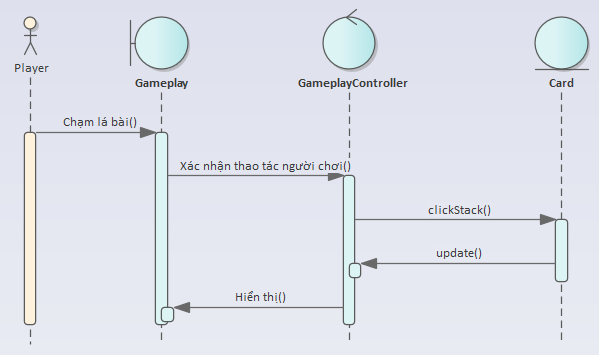 Player
Gameplay
GameplayController
Card
Chạm lá bài()
Xác nhận thao tác người chơi()
clickStack()
update()
Hiển thị()